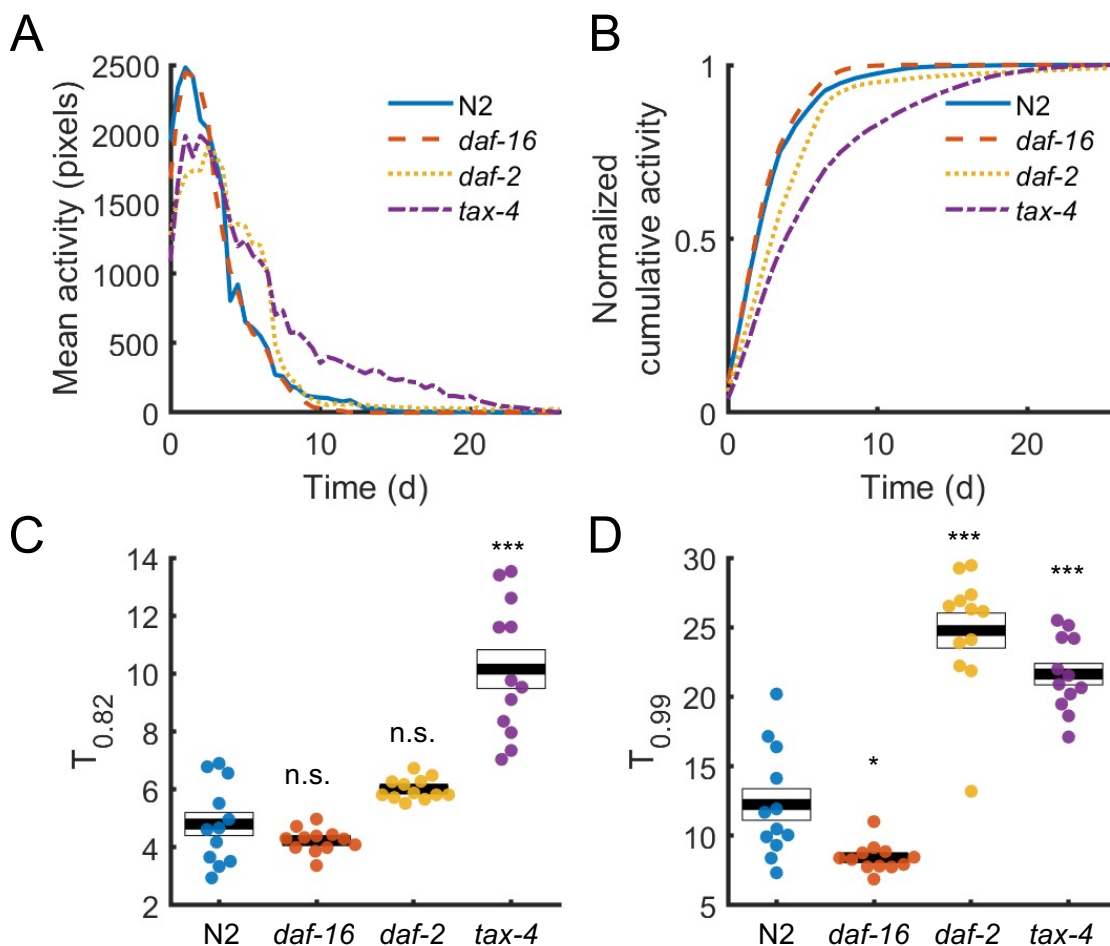 A
Mean activity (pixels)
2500
2000
1500
1000
500
0
0
10
20
Time (d)
N2
daf-16
daf-2
tax-4
B
Normalized
cumulative activity
1
0.5
0
0
10
20
Time (d)
N2
daf-16
daf-2
tax-4
C
T0.82
14
12
10
8
6
4
2
n.s.
n.s.
***
N2
daf-16
daf-2
tax-4
D
T0.99
30
25
20
15
10
5
*
***
***
N2
daf-16
daf-2
tax-4